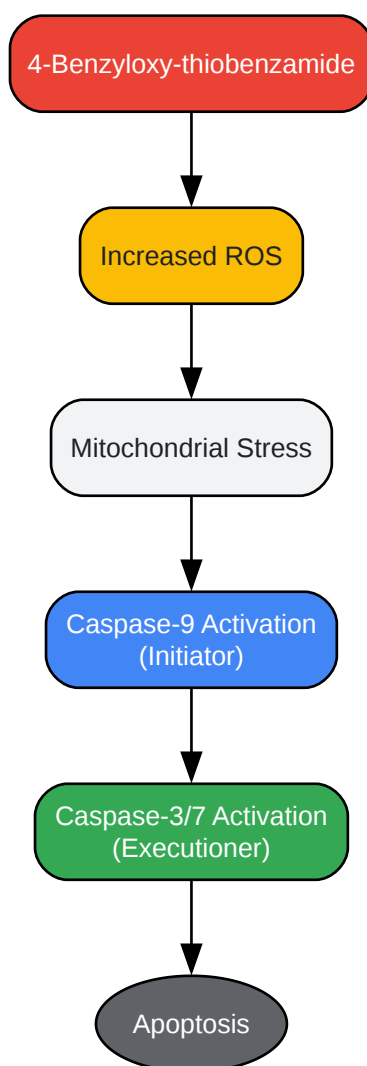 4-Benzyloxy-thiobenzamide
Increased ROS
Mitochondrial Stress
Caspase-9 Activation
(Initiator)
Caspase-3/7 Activation
(Executioner)
Apoptosis